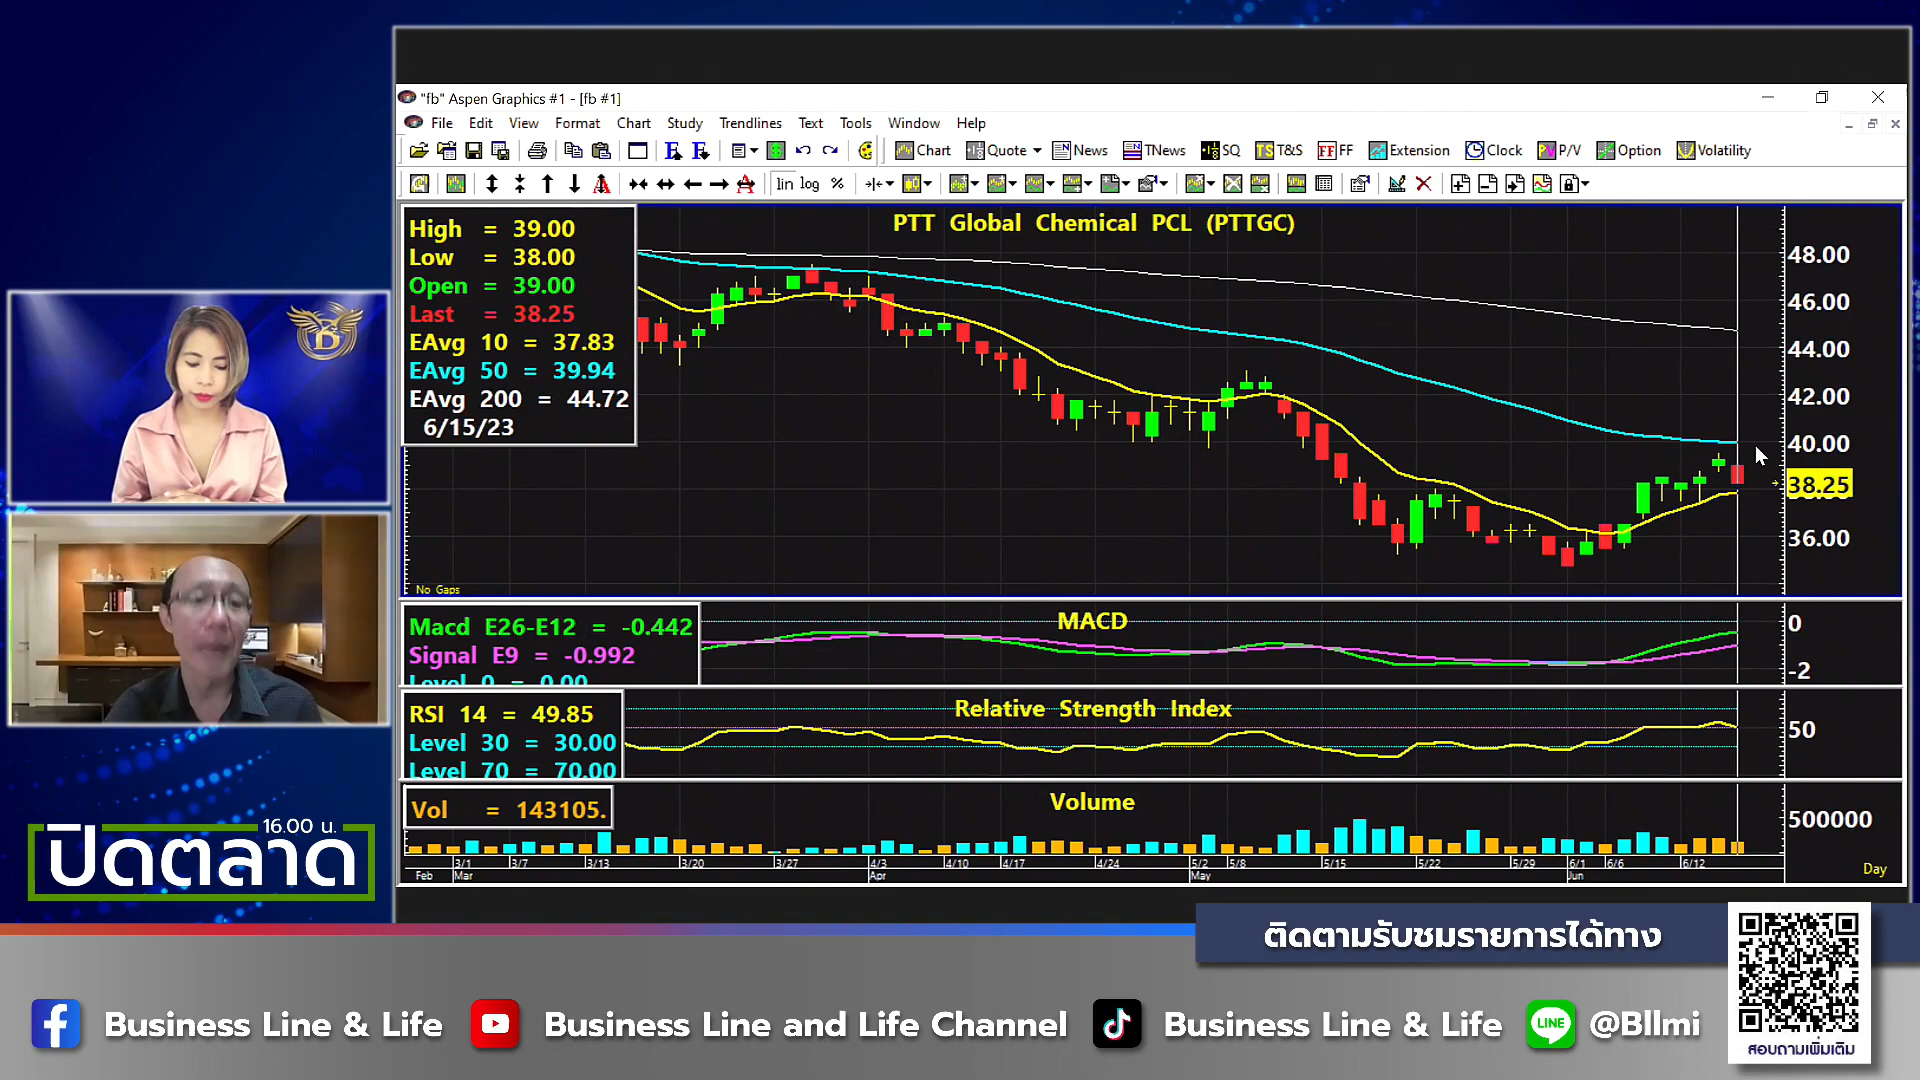 "fb" Aspen Graphics #1 - [fb #1]
File Edit View Format Chart Study Trendlines Text Tools Window Help
Chart Quote News TNews SQ T&S FF Extension Clock P/V Option Volatility
lin log %
PTT Global Chemical PCL (PTTGC)
High = 39.00
Low = 38.00
Open = 39.00
Last = 38.25
EAvg 10 = 37.83
EAvg 50 = 39.94
EAvg 200 = 44.72
6/15/23
48.00
46.00
44.00
42.00
40.00
38.25
36.00
No Gaps
MACD
Macd E26-E12 = -0.442
Signal E9 = -0.992
Level 0 = 0.00
0
-2
Relative Strength Index
RSI 14 = 49.85
Level 30 = 30.00
Level 70 = 70.00
50
Volume
Vol = 143105.
500000
3/1 3/7 3/13 3/20 3/27 4/3 4/10 4/17 4/24 5/2 5/8 5/15 5/22 5/29 6/1 6/6 6/12
Feb Mar Apr May Jun
Day
16.00 น.
ปิดตลาด
ติดตามรับชมรายการได้ทาง
Business Line & Life
Business Line and Life Channel
Business Line & Life
LINE
@Bllmi
สอบถามเพิ่มเติม